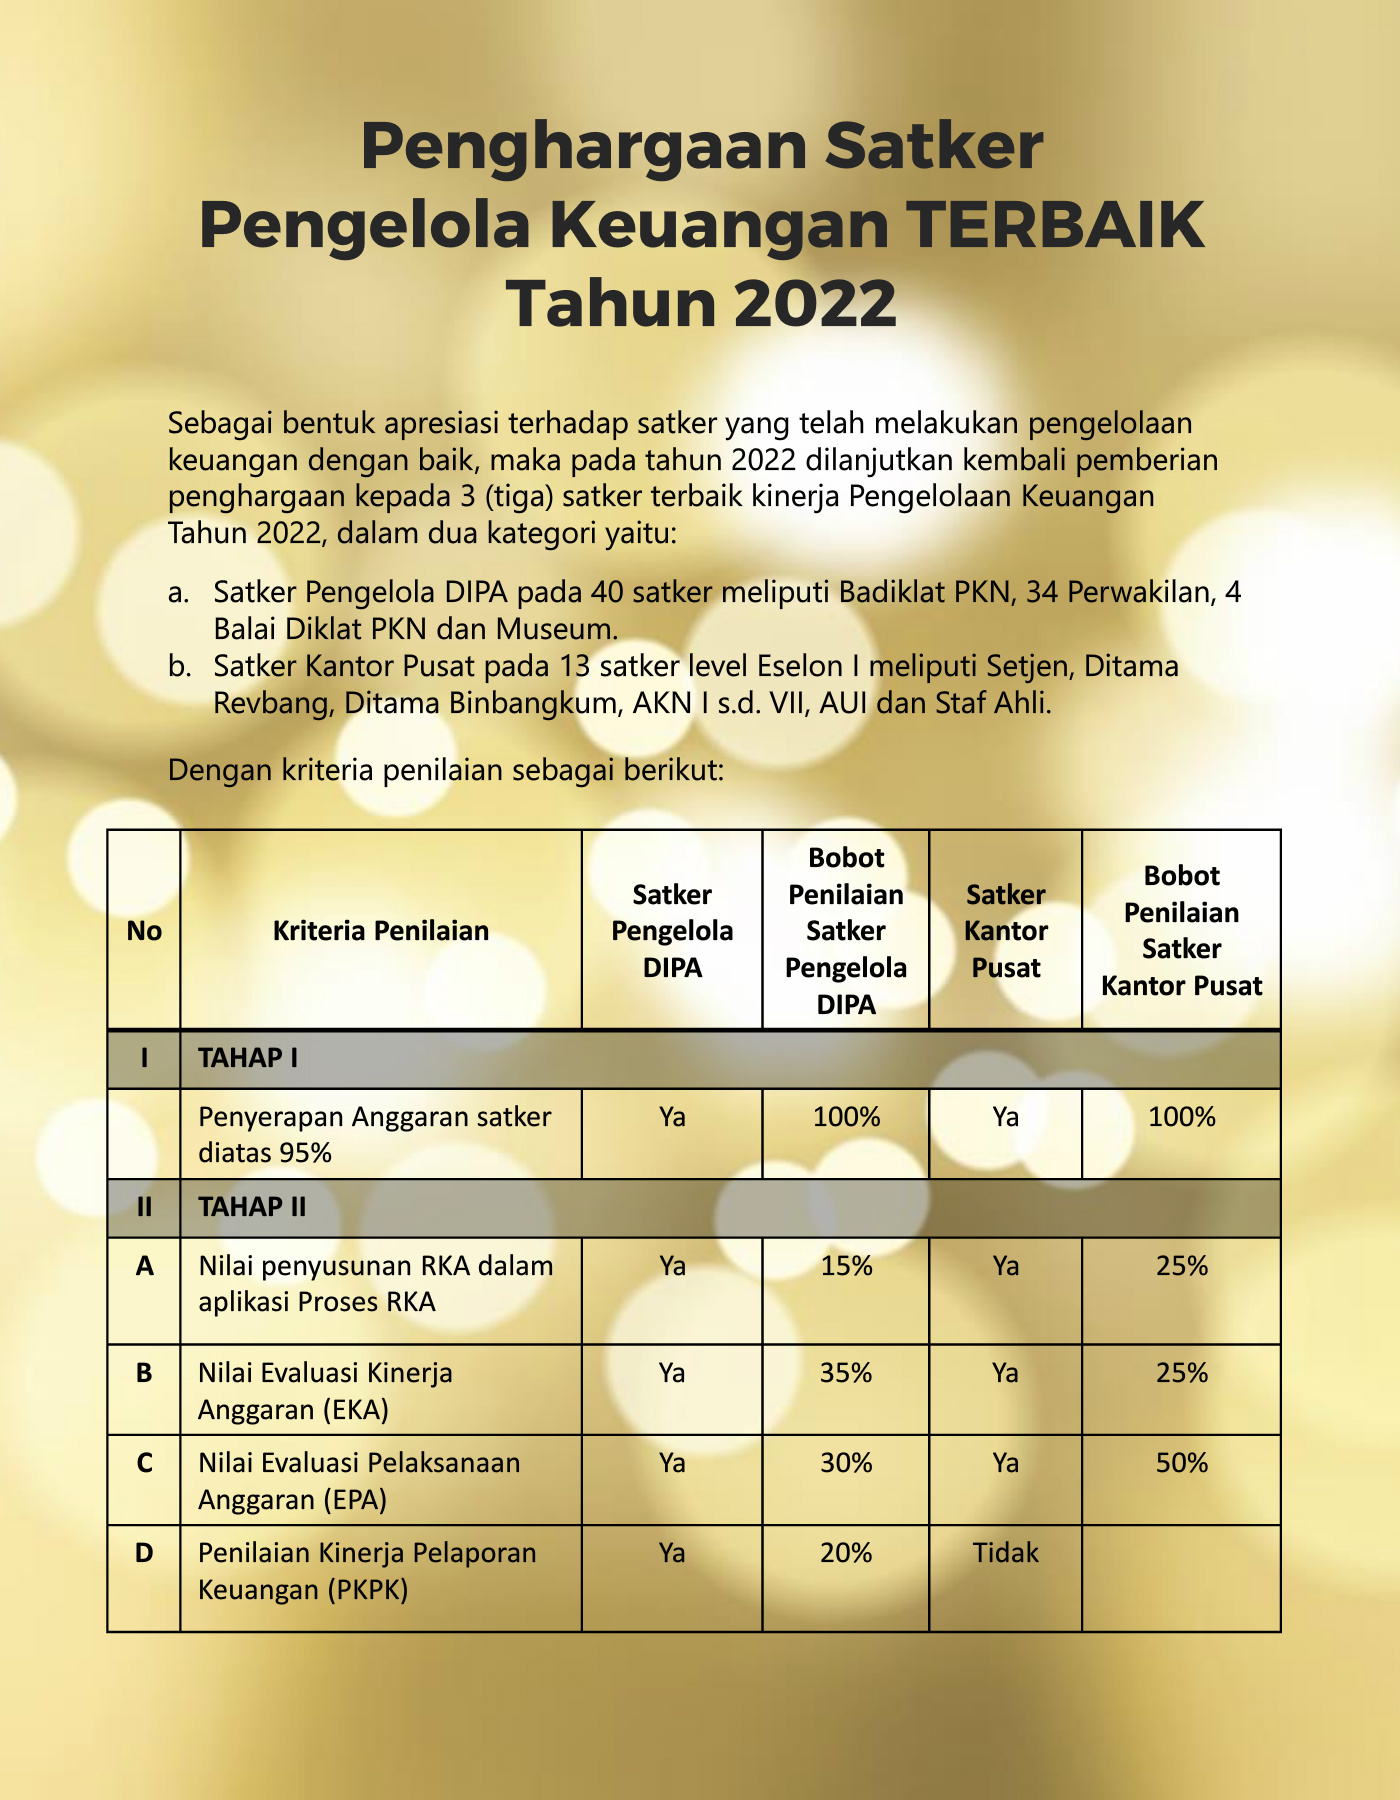 Penghargaan Satker
Pengelola Keuangan TERBAIK
Tahun 2022
Sebagai bentuk apresiasi terhadap satker yang telah melakukan pengelolaan
keuangan dengan baik, maka pada tahun 2022 dilanjutkan kembali pemberian
penghargaan kepada 3 (tiga) satker terbaik kinerja Pengelolaan Keuangan
Tahun 2022, dalam dua kategori yaitu:
a. Satker Pengelola DIPA pada 40 satker meliputi Badiklat PKN, 34 Perwakilan, 4
Balai Diklat PKN dan Museum.
b. Satker Kantor Pusat pada 13 satker level Eselon I meliputi Setjen, Ditama
Revbang, Ditama Binbangkum, AKN I s.d. VII, AUI dan Staf Ahli.
Dengan kriteria penilaian sebagai berikut:
No
Kriteria Penilaian
Satker
Pengelola
DIPA
Bobot
Penilaian
Satker
Pengelola
DIPA
Satker
Kantor
Pusat
Bobot
Penilaian
Satker
Kantor Pusat
I TAHAP I
Penyerapan Anggaran satker Ya 100% Ya 100%
diatas 95%
II TAHAP II
A Nilai penyusunan RKA dalam Ya 15% Ya 25%
aplikasi Proses RKA
B Nilai Evaluasi Kinerja Ya 35% Ya 25%
Anggaran (EKA)
C Nilai Evaluasi Pelaksanaan Ya 30% Ya 50%
Anggaran (EPA)
D Penilaian Kinerja Pelaporan Ya 20% Tidak
Keuangan (PKPK)